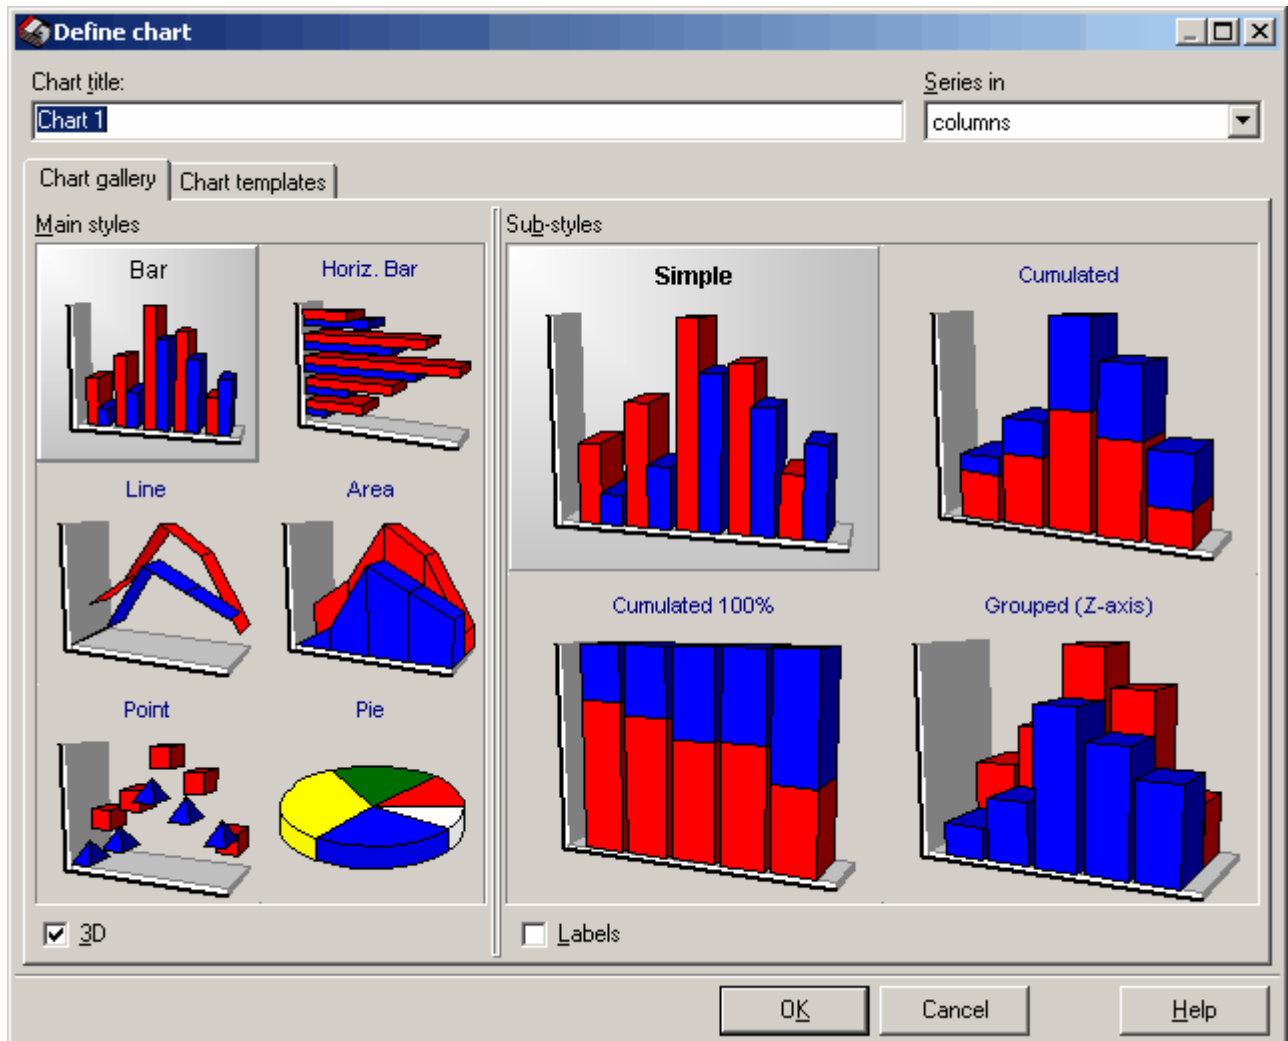 Define chart
Chart title:
Series in
Chart 1
columns
Chart gallery
Chart templates
Main styles
Sub-styles
Bar
Horiz. Bar
Simple
Cumulated
Line
Area
Cumulated 100%
Grouped (Z-axis)
Point
Pie
3D
Labels
OK
Cancel
Help